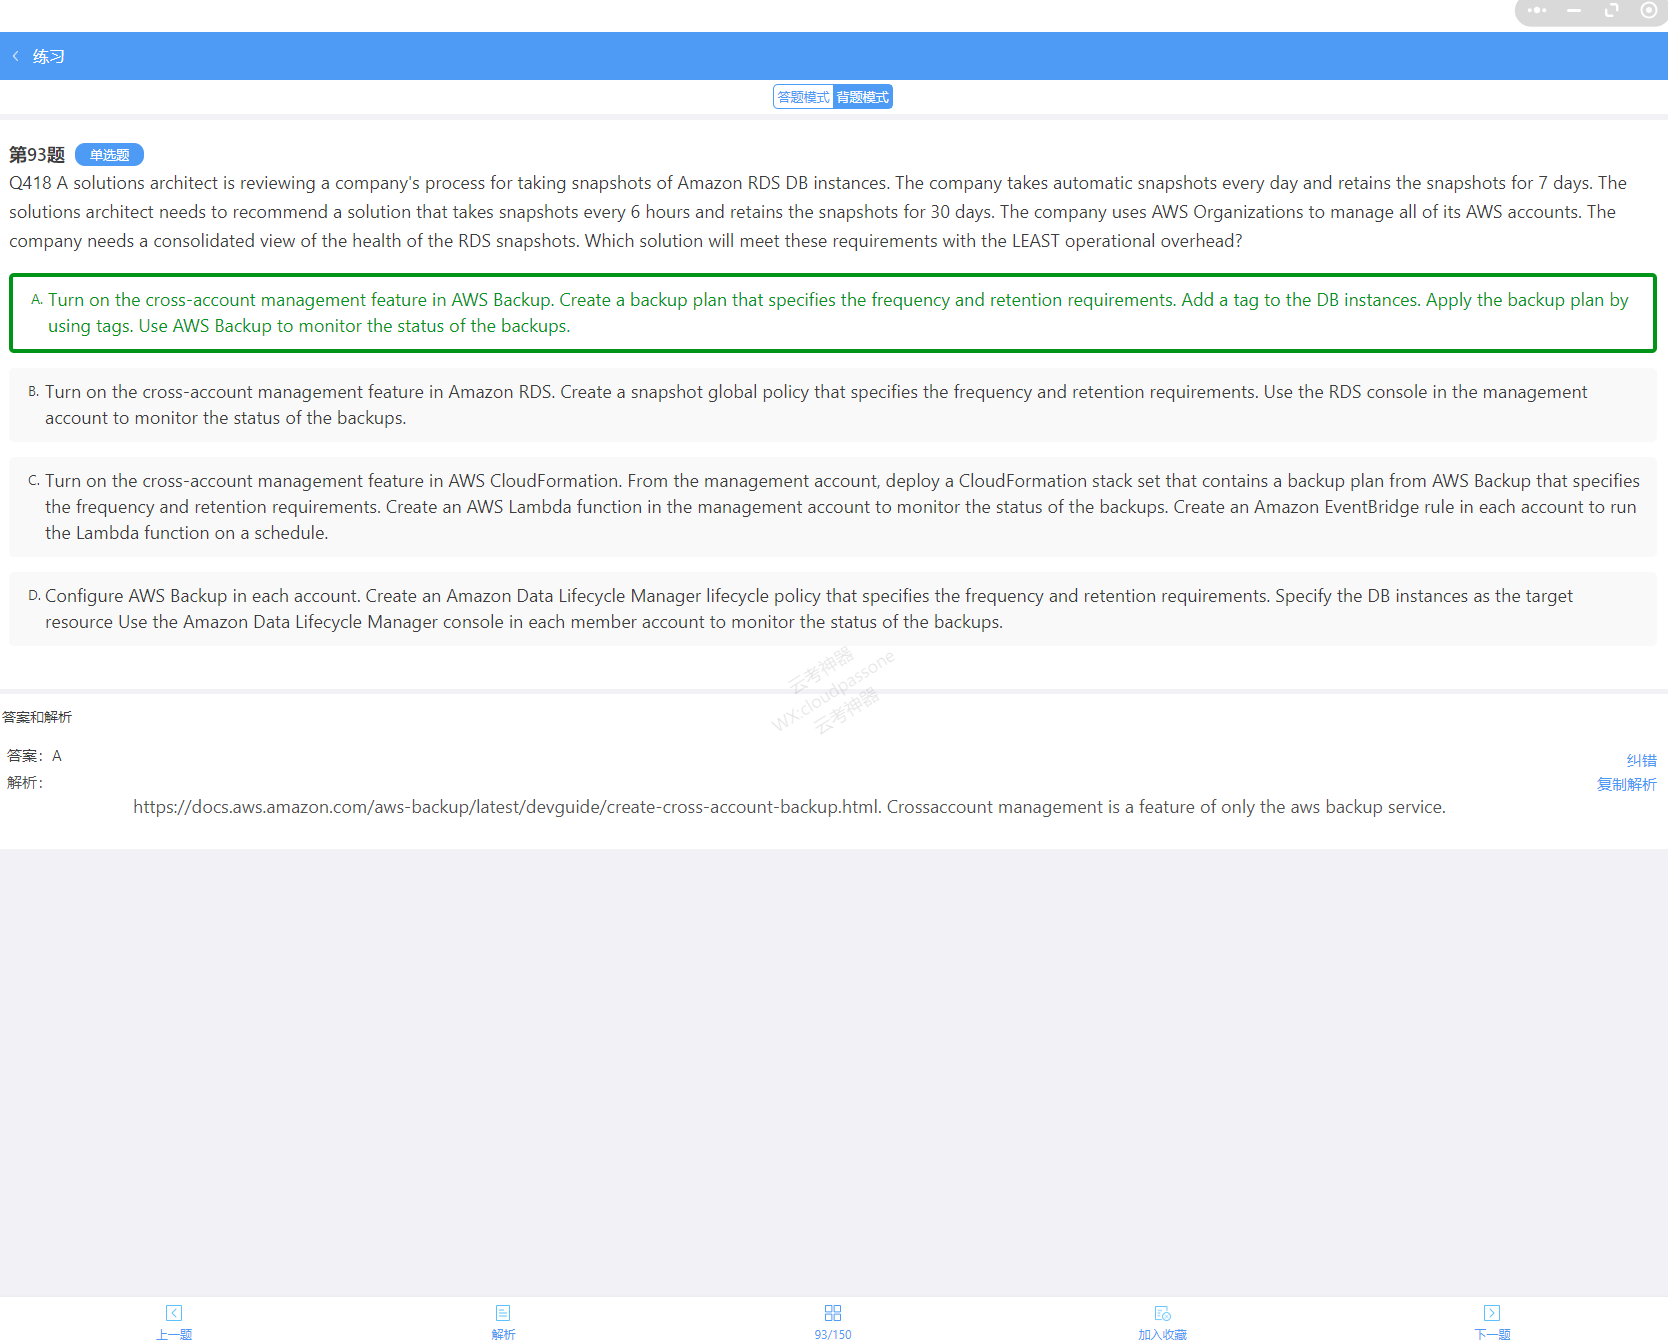 练习
答题模式 背题模式
第93题 单选题
Q418 A solutions architect is reviewing a company's process for taking snapshots of Amazon RDS DB instances. The company takes automatic snapshots every day and retains the snapshots for 7 days. The
solutions architect needs to recommend a solution that takes snapshots every 6 hours and retains the snapshots for 30 days. The company uses AWS Organizations to manage all of its AWS accounts. The
company needs a consolidated view of the health of the RDS snapshots. Which solution will meet these requirements with the LEAST operational overhead?
A. Turn on the cross-account management feature in AWS Backup. Create a backup plan that specifies the frequency and retention requirements. Add a tag to the DB instances. Apply the backup plan by
using tags. Use AWS Backup to monitor the status of the backups.
B. Turn on the cross-account management feature in Amazon RDS. Create a snapshot global policy that specifies the frequency and retention requirements. Use the RDS console in the management
account to monitor the status of the backups.
C. Turn on the cross-account management feature in AWS CloudFormation. From the management account, deploy a CloudFormation stack set that contains a backup plan from AWS Backup that specifies
the frequency and retention requirements. Create an AWS Lambda function in the management account to monitor the status of the backups. Create an Amazon EventBridge rule in each account to run
the Lambda function on a schedule.
D. Configure AWS Backup in each account. Create an Amazon Data Lifecycle Manager lifecycle policy that specifies the frequency and retention requirements. Specify the DB instances as the target
resource Use the Amazon Data Lifecycle Manager console in each member account to monitor the status of the backups.
云考神器
WX:cloudpassone
云考神器
答案和解析
答案：A
纠错
解析：
复制解析
https://docs.aws.amazon.com/aws-backup/latest/devguide/create-cross-account-backup.html. Crossaccount management is a feature of only the aws backup service.
上一题 解析 93/150 加入收藏 下一题